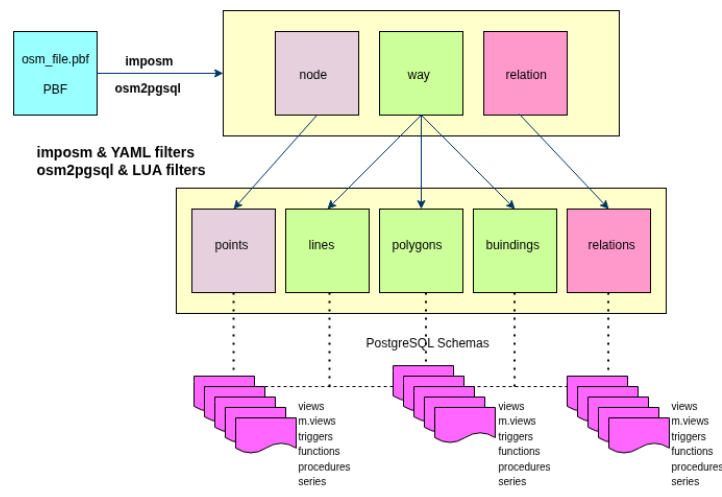 osm_file.pbf
PBF
imposm
osm2pgsql
node
way
relation
imposm & YAML filters
osm2pgsql & LUA filters
points
lines
polygons
buindings
relations
PostgreSQL Schemas
views
m.views
triggers
functions
procedures
series
views
m.views
triggers
functions
procedures
series
views
m.views
triggers
functions
procedures
series